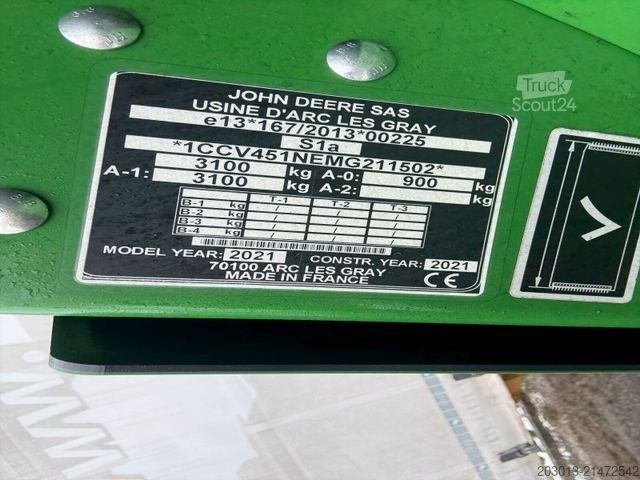 Truck
Scout24
JOHN DEERE SAS
USINE D'ARC LES GRAY
e13*167/2013*00225
S1a
*1CCV451NEMG211502*
3100 kg A-0: 900 kg
A-1: 3100 kg A-2: kg
T-1 T-2 T-3
B-1 kg / / /
B-2 kg / / /
B-3 kg / / /
B-4 kg / / /
MODEL YEAR: 2021 CONSTR. YEAR: 2021
70100 ARC LES GRAY
MADE IN FRANCE CE
203013-21472542